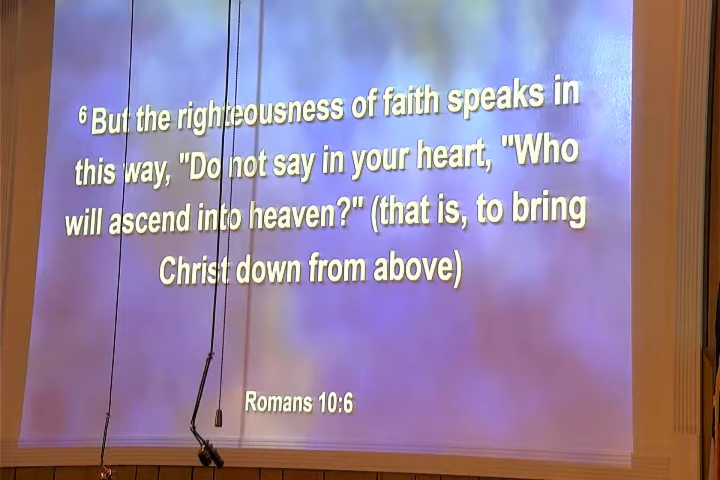 6 But the righteousness of faith speaks in
this way, "Do not say in your heart, "Who
will ascend into heaven?" (that is, to bring
Christ down from above)
Romans 10:6